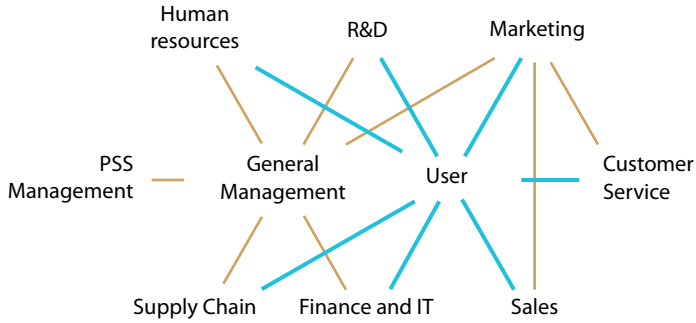 Human
resources
R&D
Marketing
PSS
Management
General
Management
User
Customer
Service
Supply Chain
Finance and IT
Sales